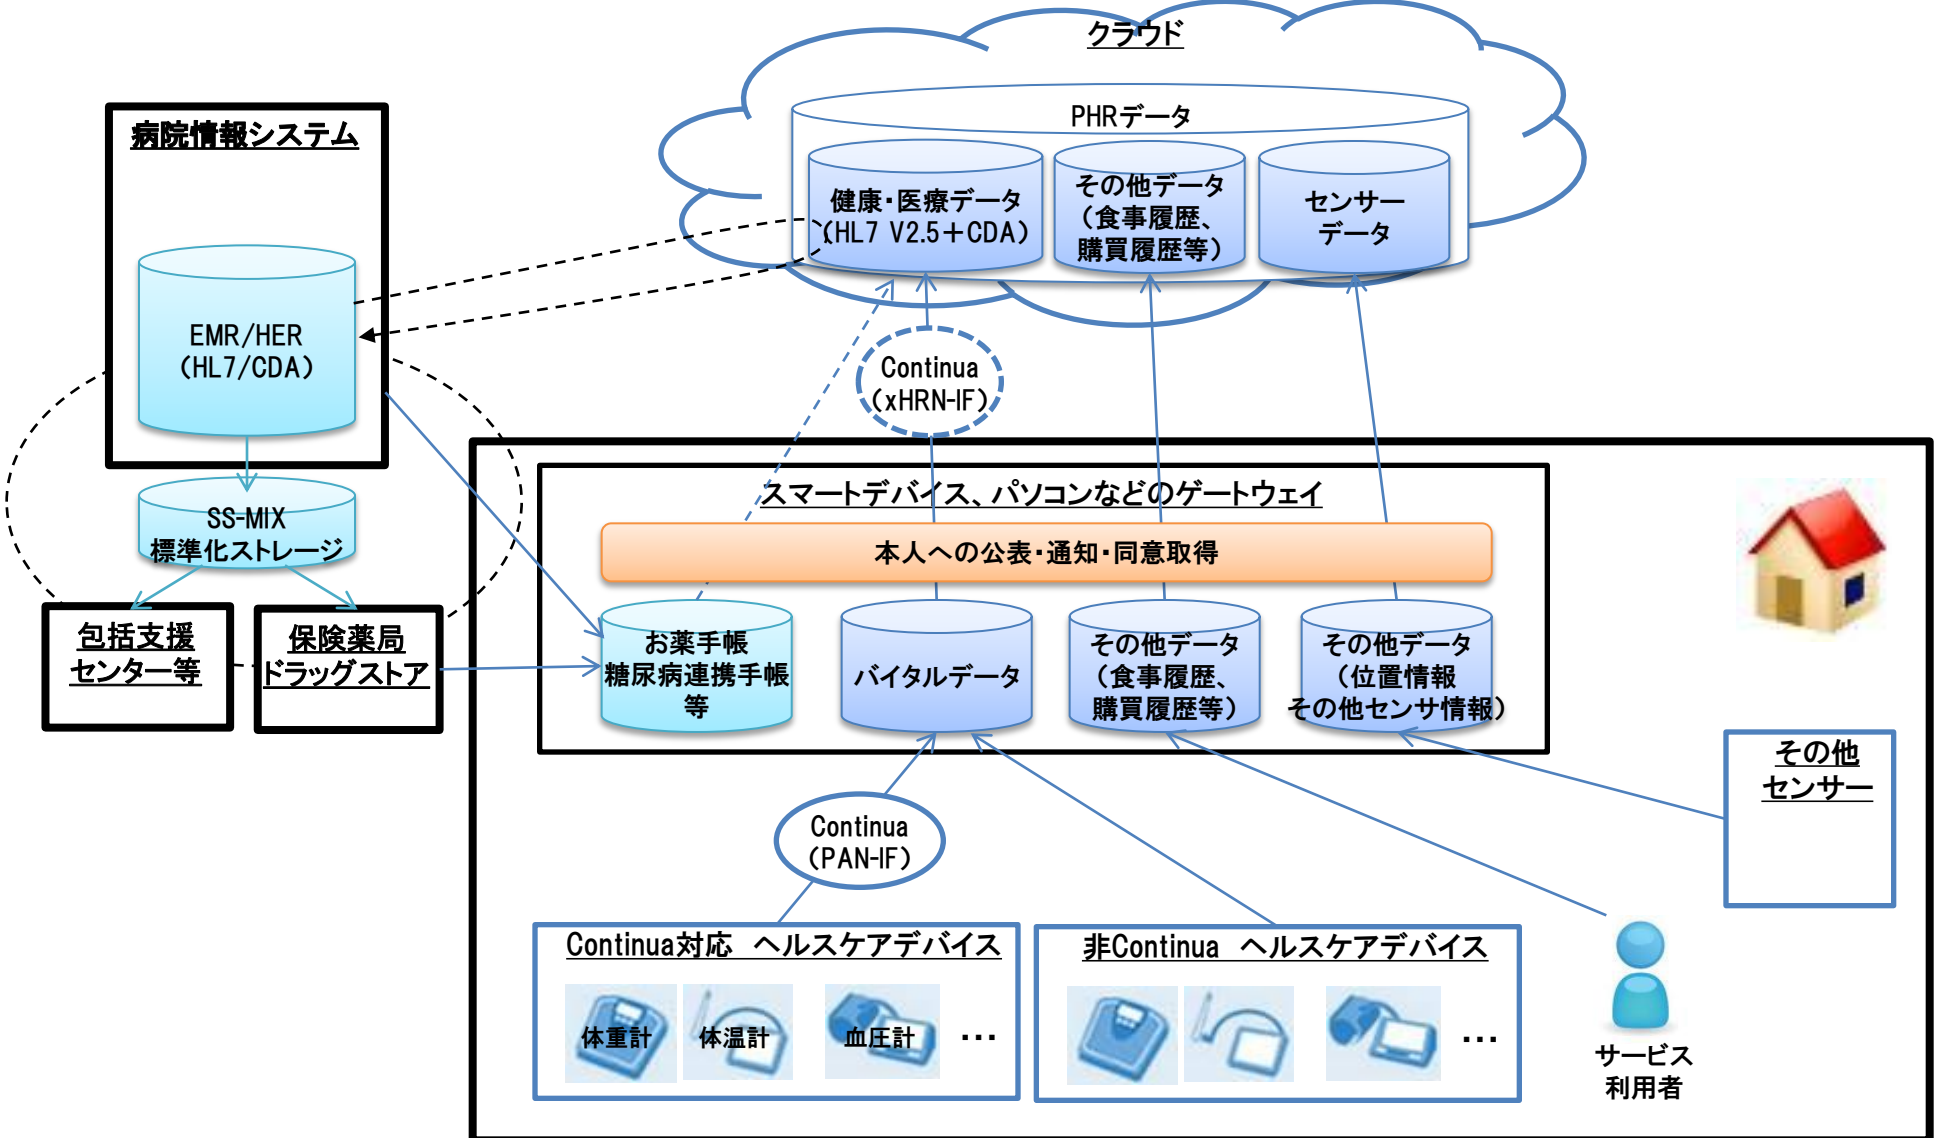 クラウド
PHRデータ
健康・医療データ
(HL7 V2.5＋CDA)
その他データ
(食事履歴、
購買履歴等)
センサー
データ
病院情報システム
EMR/HER
(HL7/CDA)
SS-MIX
標準化ストレージ
包括支援
センター等
保険薬局
ドラッグストア
Continua
(xHRN-IF)
スマートデバイス、パソコンなどのゲートウェイ
本人への公表・通知・同意取得
お薬手帳
糖尿病連携手帳
等
バイタルデータ
その他データ
(食事履歴、
購買履歴等)
その他データ
(位置情報
その他センサ情報)
その他
センサー
Continua
(PAN-IF)
Continua対応　ヘルスケアデバイス
体重計
体温計
血圧計
…
非Continua　ヘルスケアデバイス
…
サービス
利用者